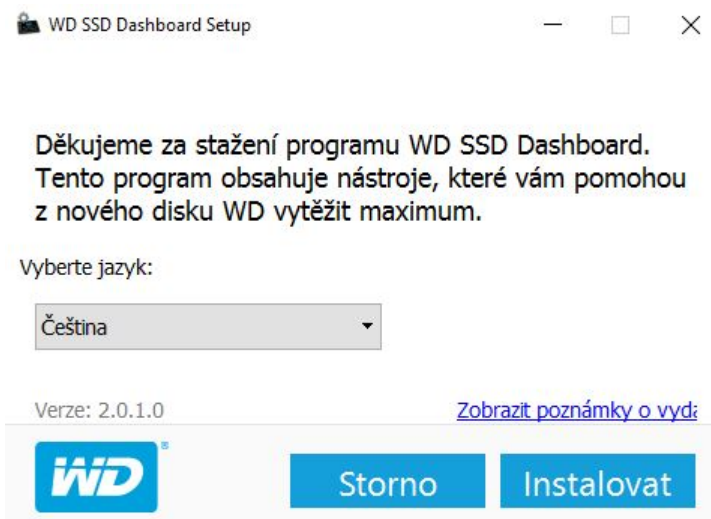 WD SSD Dashboard Setup
Děkujeme za stažení programu WD SSD Dashboard.
Tento program obsahuje nástroje, které vám pomohou
z nového disku WD vytěžit maximum.
Vyberte jazyk:
Čeština
Verze: 2.0.1.0
Zobrazit poznámky o vydá
WD®
Storno
Instalovat